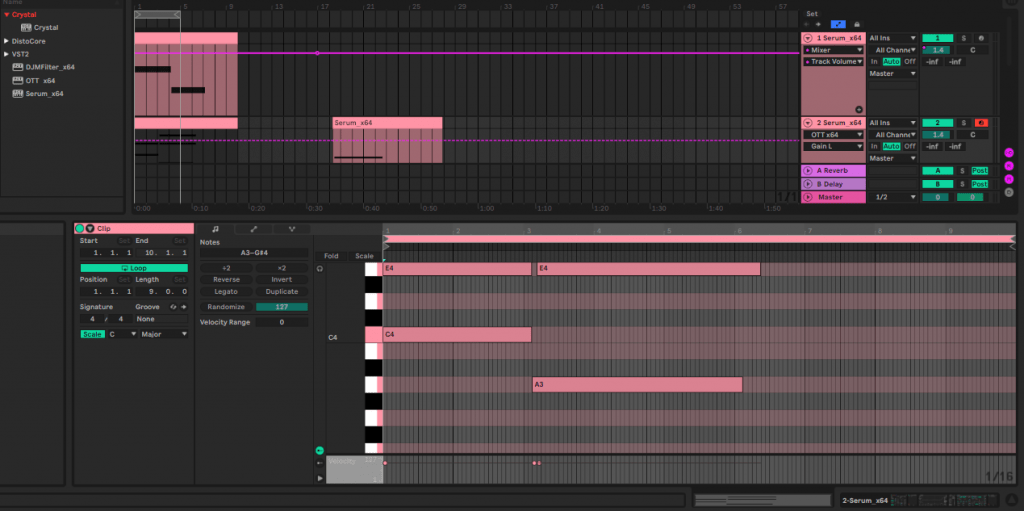 Name
Crystal
Crystal
DistoCore
VST2
DJMFilter_x64
OTT_x64
Serum_x64
1 5 9 13 17 21 25 29 33 37 41 45 49 53 57
Serum_x64
0:00 0:10 0:20 0:30 0:40 0:50 1:00 1:10 1:20 1:30 1:40 1:50
1/1
Set
1 Serum_x64 All Ins 1 S
Mixer All Channe 1.4 C
Track Volume In Auto Off -inf -inf
Master
2 Serum_x64 All Ins 2 S
OTT x64 All Channe 1.4 C
Gain L In Auto Off -inf -inf
Master
A Reverb A S Post
B Delay B S Post
Master 1/2 0 0
Clip
Start Set End Set
1. 1. 1 10. 1. 1
Loop
Position Set Length Set
1. 1. 1 9. 0. 0
Signature Groove
4 / 4 None
Scale C Major
Notes
A3–G#4
÷2 ×2
Reverse Invert
Legato Duplicate
Randomize 127
Velocity Range 0
Fold Scale
1 2 3 4 5 6 7 8 9
E4 E4
C4 C4
A3
Velocity 127
1
1/16
2-Serum_x64